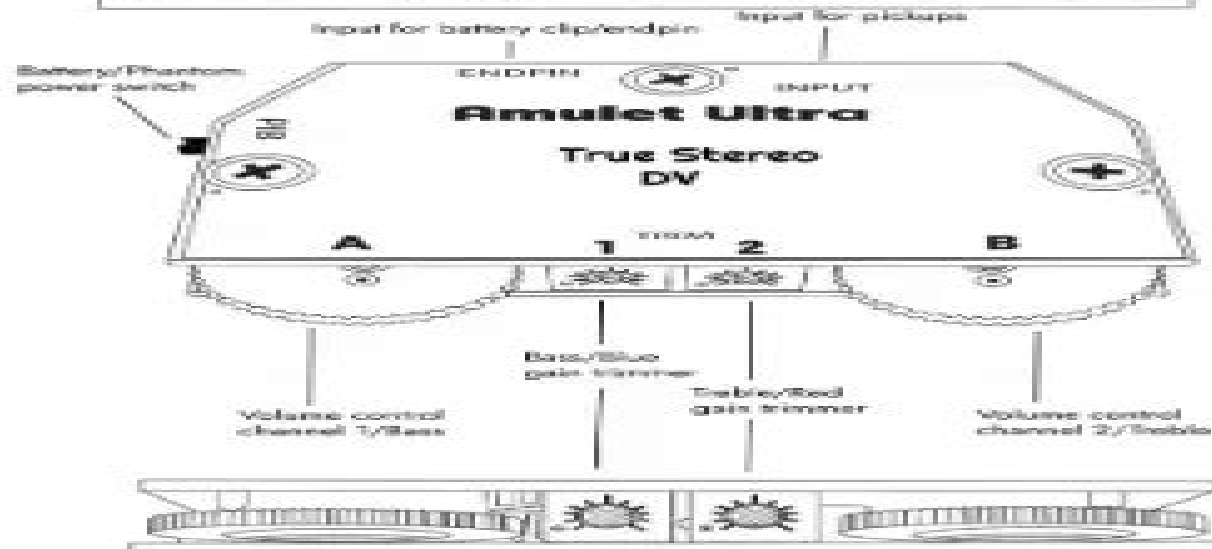 Input for battery clip/endpin
Input for pickups
Battery/Phantom
power switch
ENDPIN
INPUT
P/B
Amulet Ultra
True Stereo
DV
A
1
2
B
Bass/Blue
gain trimmer
Treble/Red
gain trimmer
Volume control
channel 1/Bass
Volume control
channel 2/Treble